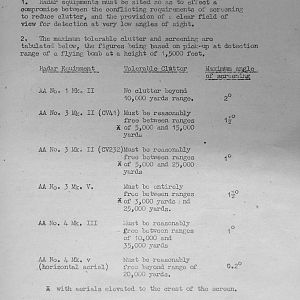 1. Radar equipments must be sited so as to effect a
compromise between the conflicting requirements of screening
to reduce clutter, and the provision of a clear field of
view for detection at very low angles of sight.
2. The maximum tolerable clutter and screening are
tabulated below, the figures being based on pick-up at detection
range of a flying bomb at a height of 1,5000 feet.
Radar Equipment Tolerable Clutter Maximum angle
of screening
AA No. 1 Mk. II No clutter beyond
10,000 yards range. 2°
AA No. 3 Mk. II (CVA1) Must be reasonably
free between ranges
x of 5,000 and 15,000
yards 1½°
AA No. 3 Mk. II (CV232) Must be reasonably
free between ranges
x of 5,000 and 25,000
yards 1°
AA No. 3 Mk. V. Must be entirely
free between ranges
x of 3,000 yards and
25,000 yards. 1½°
AA No. 4 Mk. III Must be reasonably
free between ranges
of 10,000 and
35,000 yards 1°
AA No. 4 Mk. v
(horizontal aerial) Must be reasonably
free beyond range of
20,000 yards. 0.2°
x with aerials elevated to the crest of the screen.